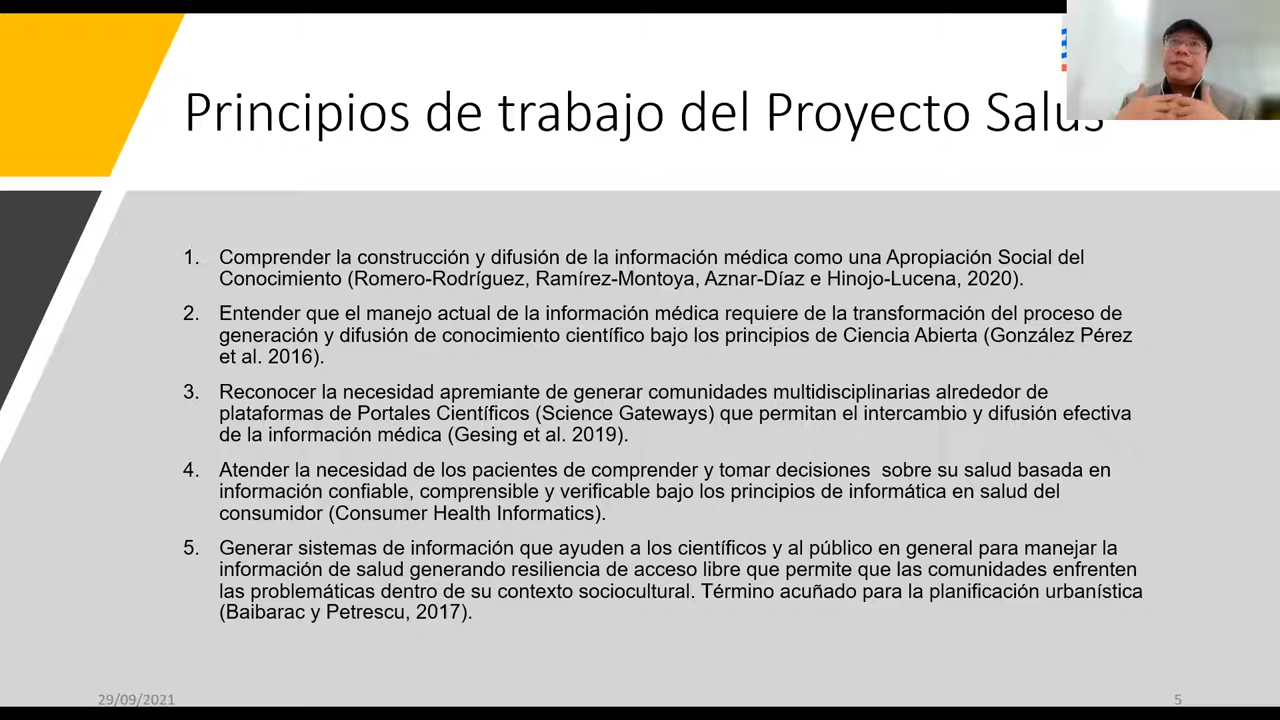 Principios de trabajo del Proyecto Salus
1. Comprender la construcción y difusión de la información médica como una Apropiación Social del
Conocimiento (Romero-Rodríguez, Ramírez-Montoya, Aznar-Díaz e Hinojo-Lucena, 2020).
2. Entender que el manejo actual de la información médica requiere de la transformación del proceso de
generación y difusión de conocimiento científico bajo los principios de Ciencia Abierta (González Pérez
et al. 2016).
3. Reconocer la necesidad apremiante de generar comunidades multidisciplinarias alrededor de
plataformas de Portales Científicos (Science Gateways) que permitan el intercambio y difusión efectiva
de la información médica (Gesing et al. 2019).
4. Atender la necesidad de los pacientes de comprender y tomar decisiones sobre su salud basada en
información confiable, comprensible y verificable bajo los principios de informática en salud del
consumidor (Consumer Health Informatics).
5. Generar sistemas de información que ayuden a los científicos y al público en general para manejar la
información de salud generando resiliencia de acceso libre que permite que las comunidades enfrenten
las problemáticas dentro de su contexto sociocultural. Término acuñado para la planificación urbanística
(Baibarac y Petrescu, 2017).
29/09/2021
5